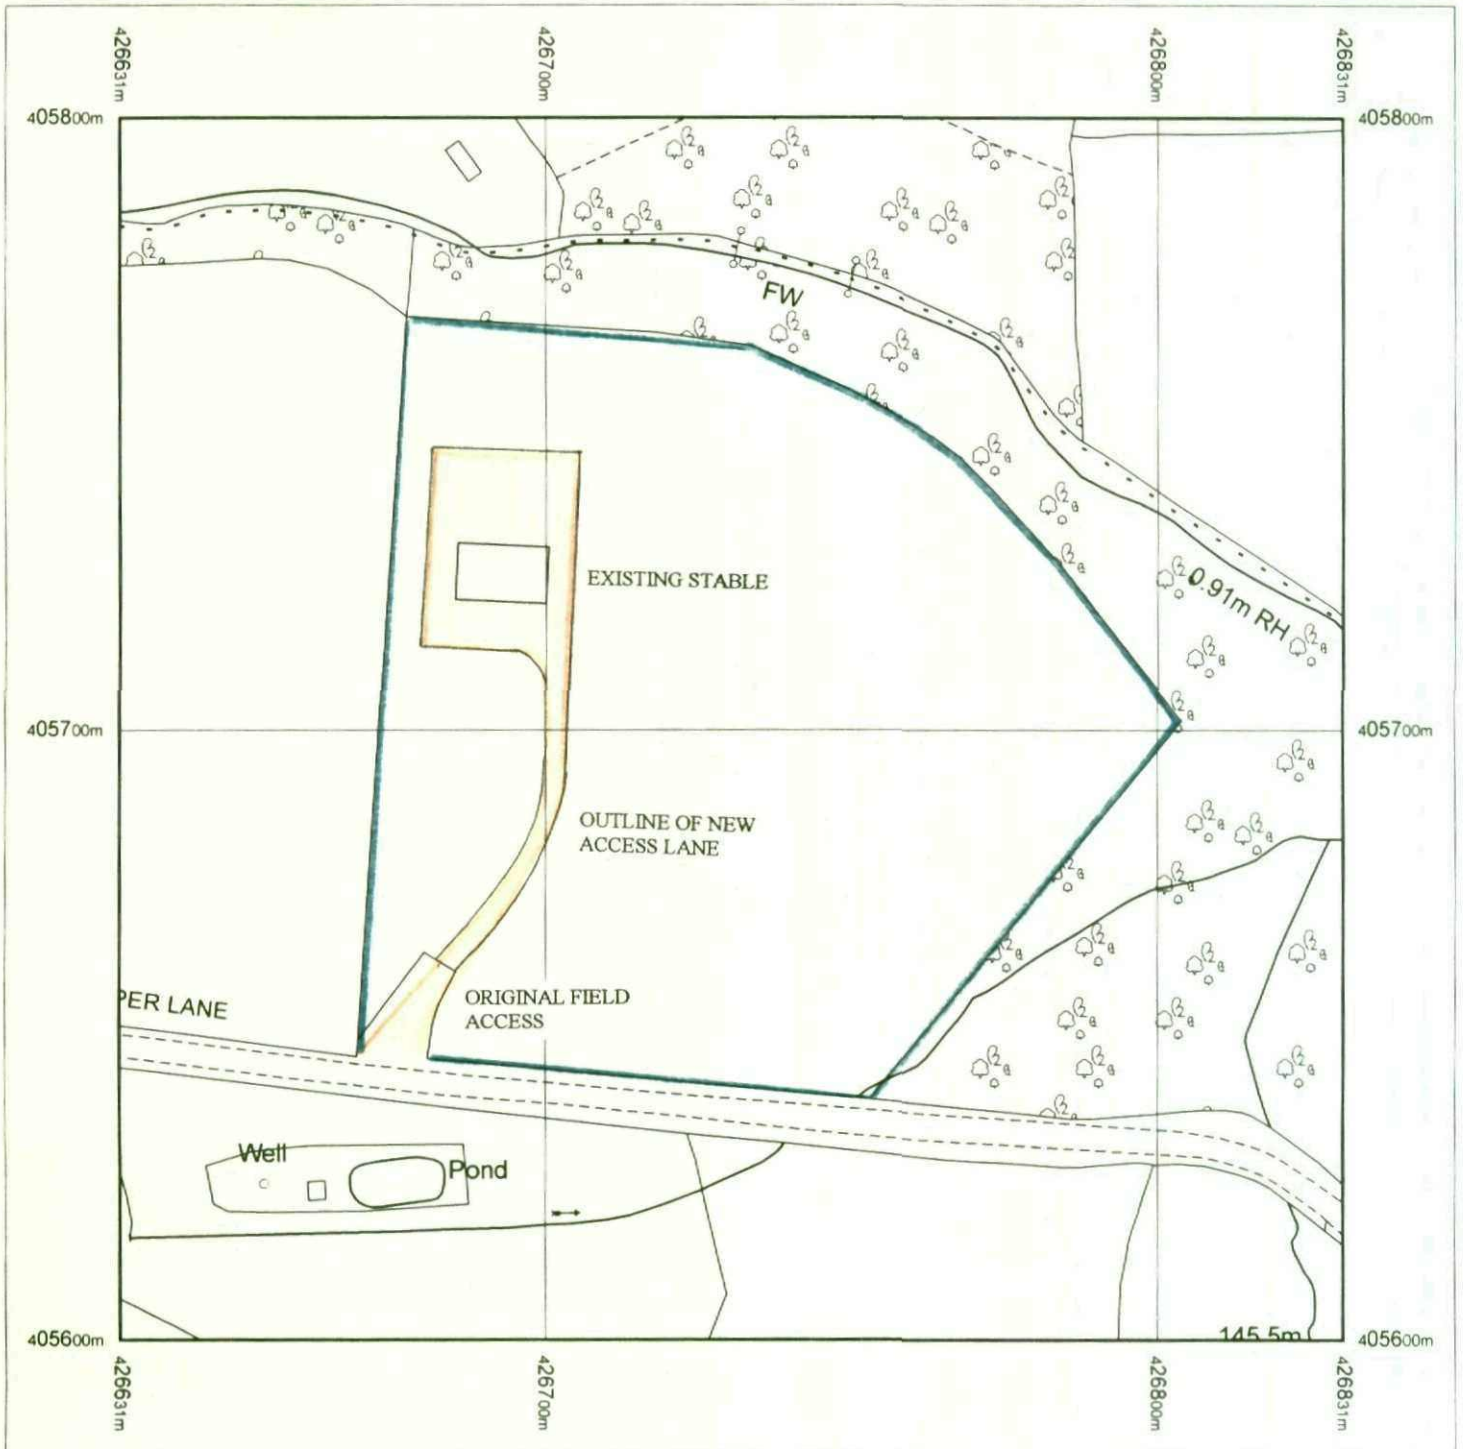 426631m
426700m
426800m
426831m
405800m
405800m
FW
EXISTING STABLE
0.91m RH
405700m
405700m
OUTLINE OF NEW
ACCESS LANE
ORIGINAL FIELD
ACCESS
PER LANE
Well
Pond
405600m
145.5m
405600m
426631m
426700m
426800m
426831m